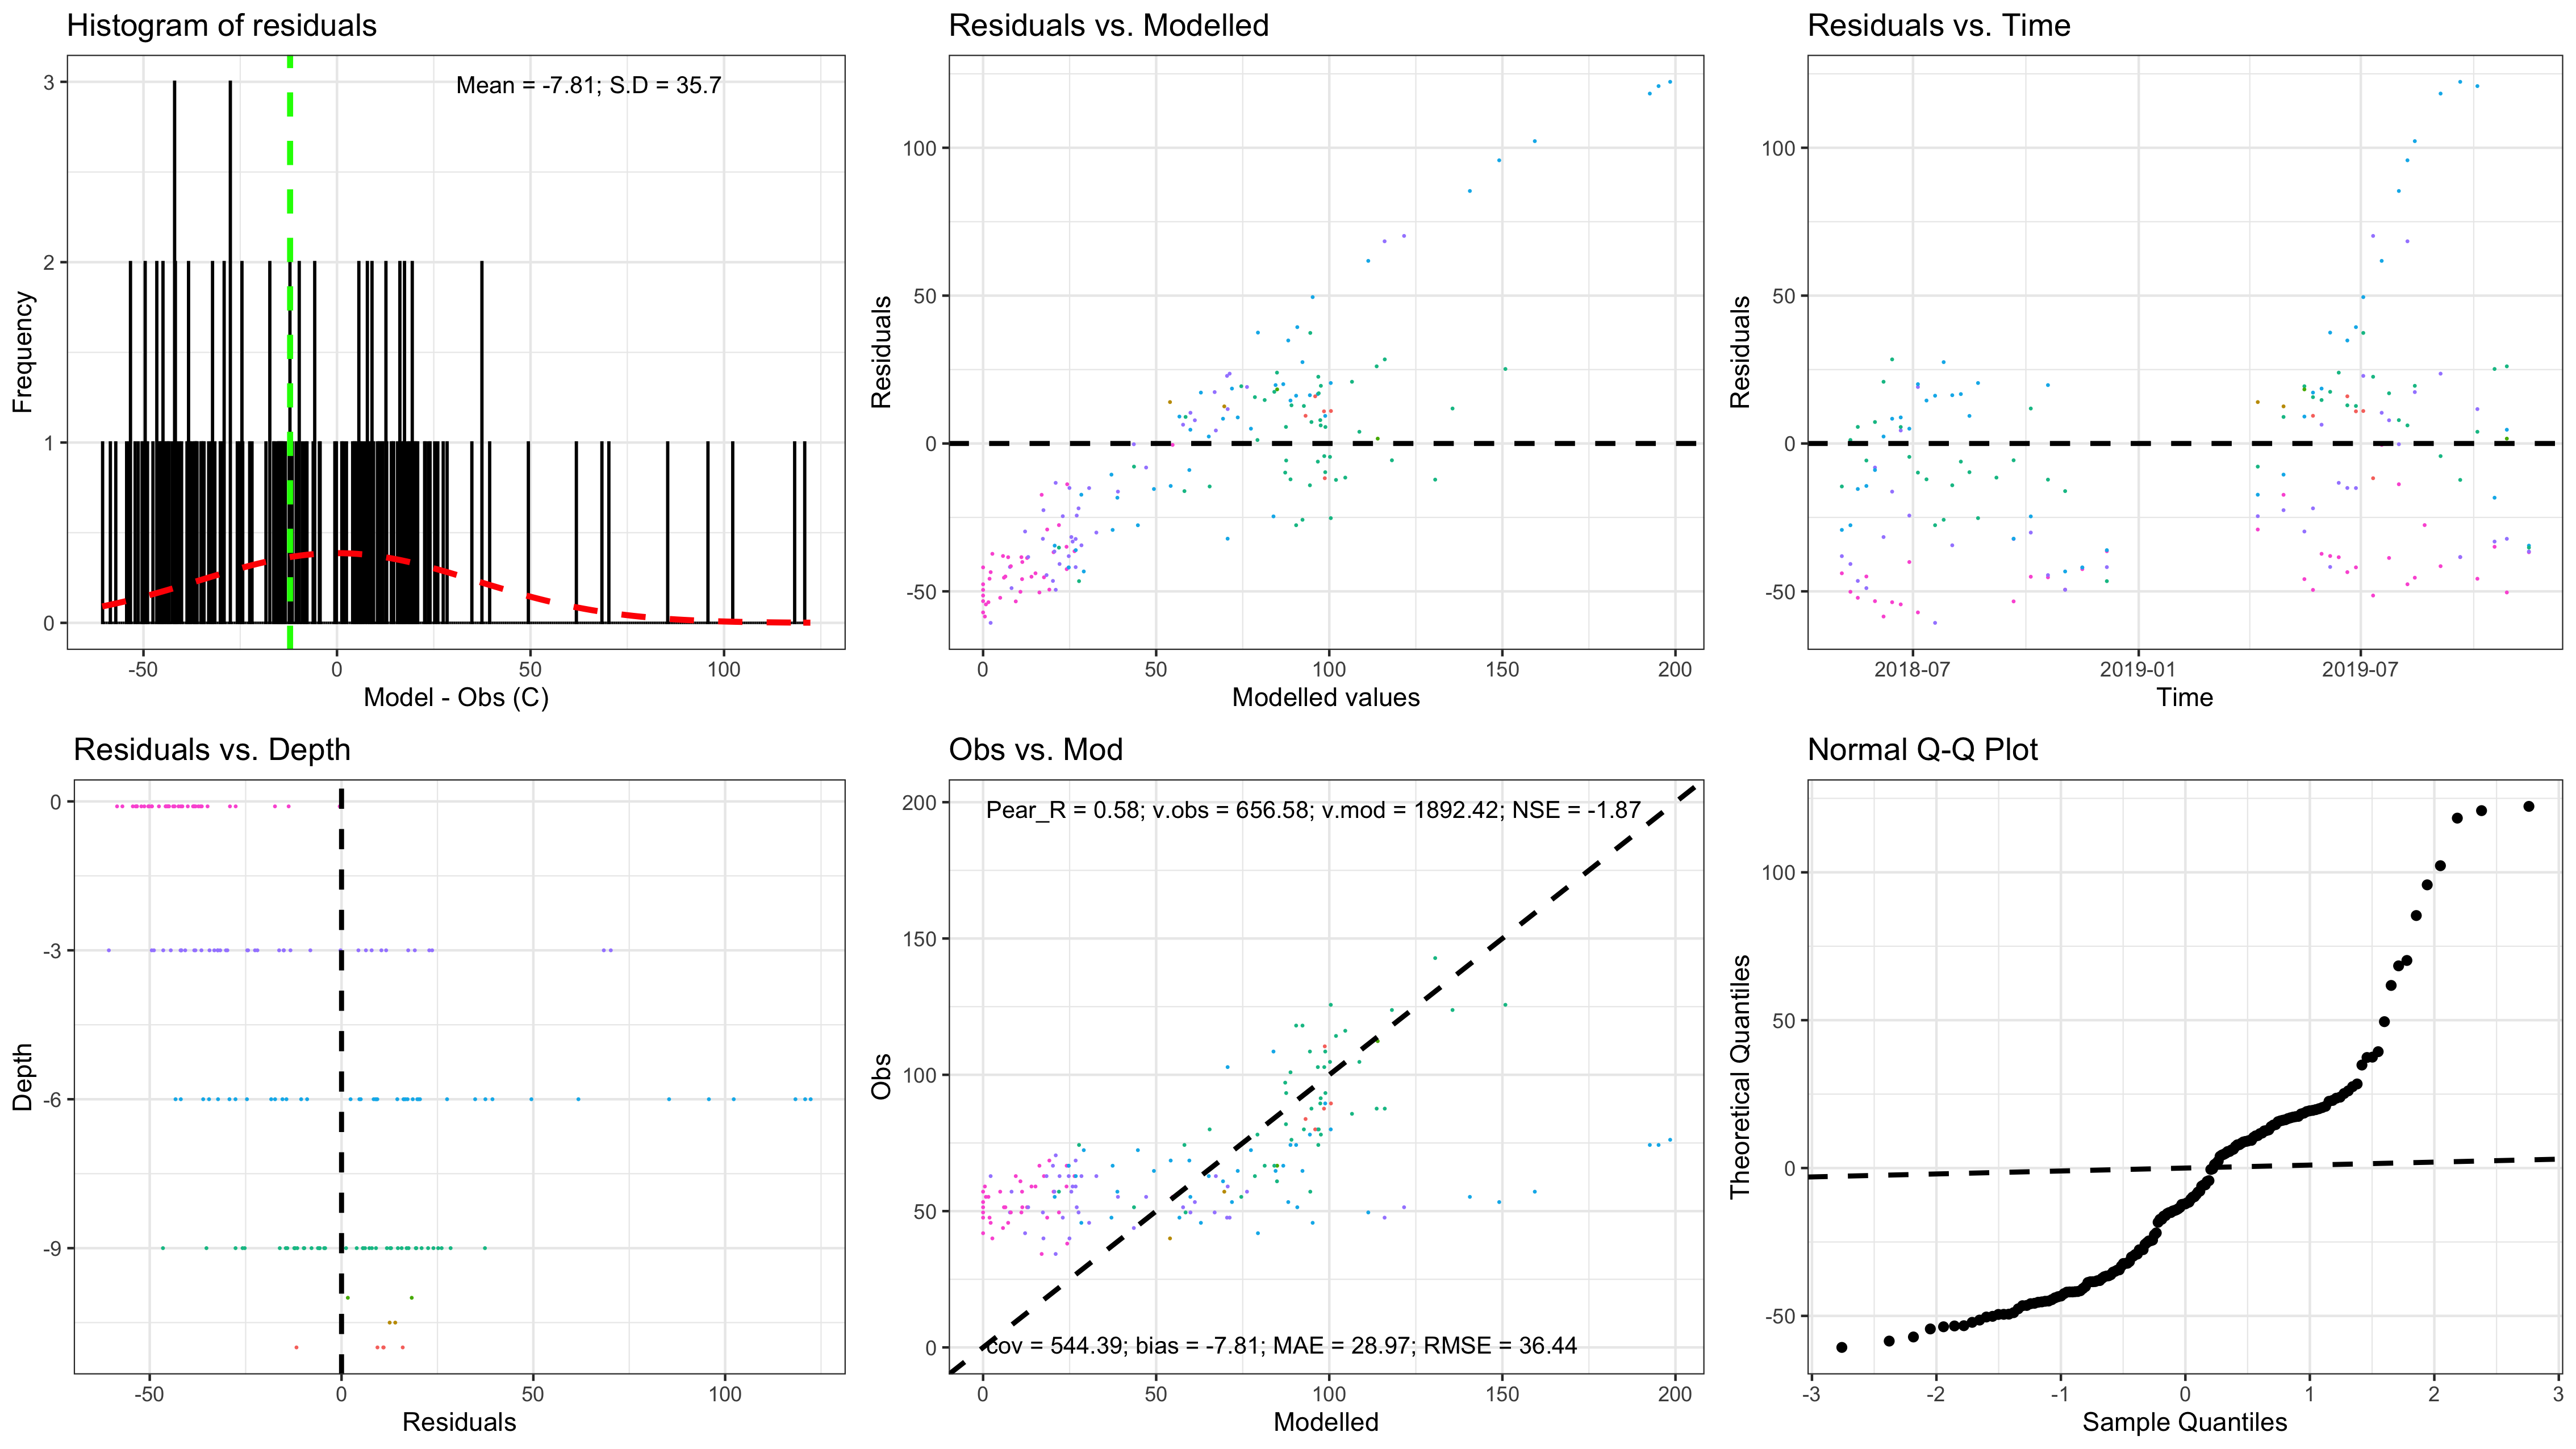 Histogram of residuals
Mean = -7.81; S.D = 35.7
Frequency
3
2
1
0
-50
0
50
100
Model - Obs (C)
Residuals vs. Modelled
Residuals
100
50
0
-50
0
50
100
150
200
Modelled values
Residuals vs. Time
Residuals
100
50
0
-50
2018-07
2019-01
2019-07
Time
Residuals vs. Depth
Depth
0
-3
-6
-9
-50
0
50
100
Residuals
Obs vs. Mod
Pear_R = 0.58; v.obs = 656.58; v.mod = 1892.42; NSE = -1.87
Obs
200
150
100
50
0
cov = 544.39; bias = -7.81; MAE = 28.97; RMSE = 36.44
0
50
100
150
200
Modelled
Normal Q-Q Plot
Theoretical Quantiles
100
50
0
-50
-3
-2
-1
0
1
2
3
Sample Quantiles